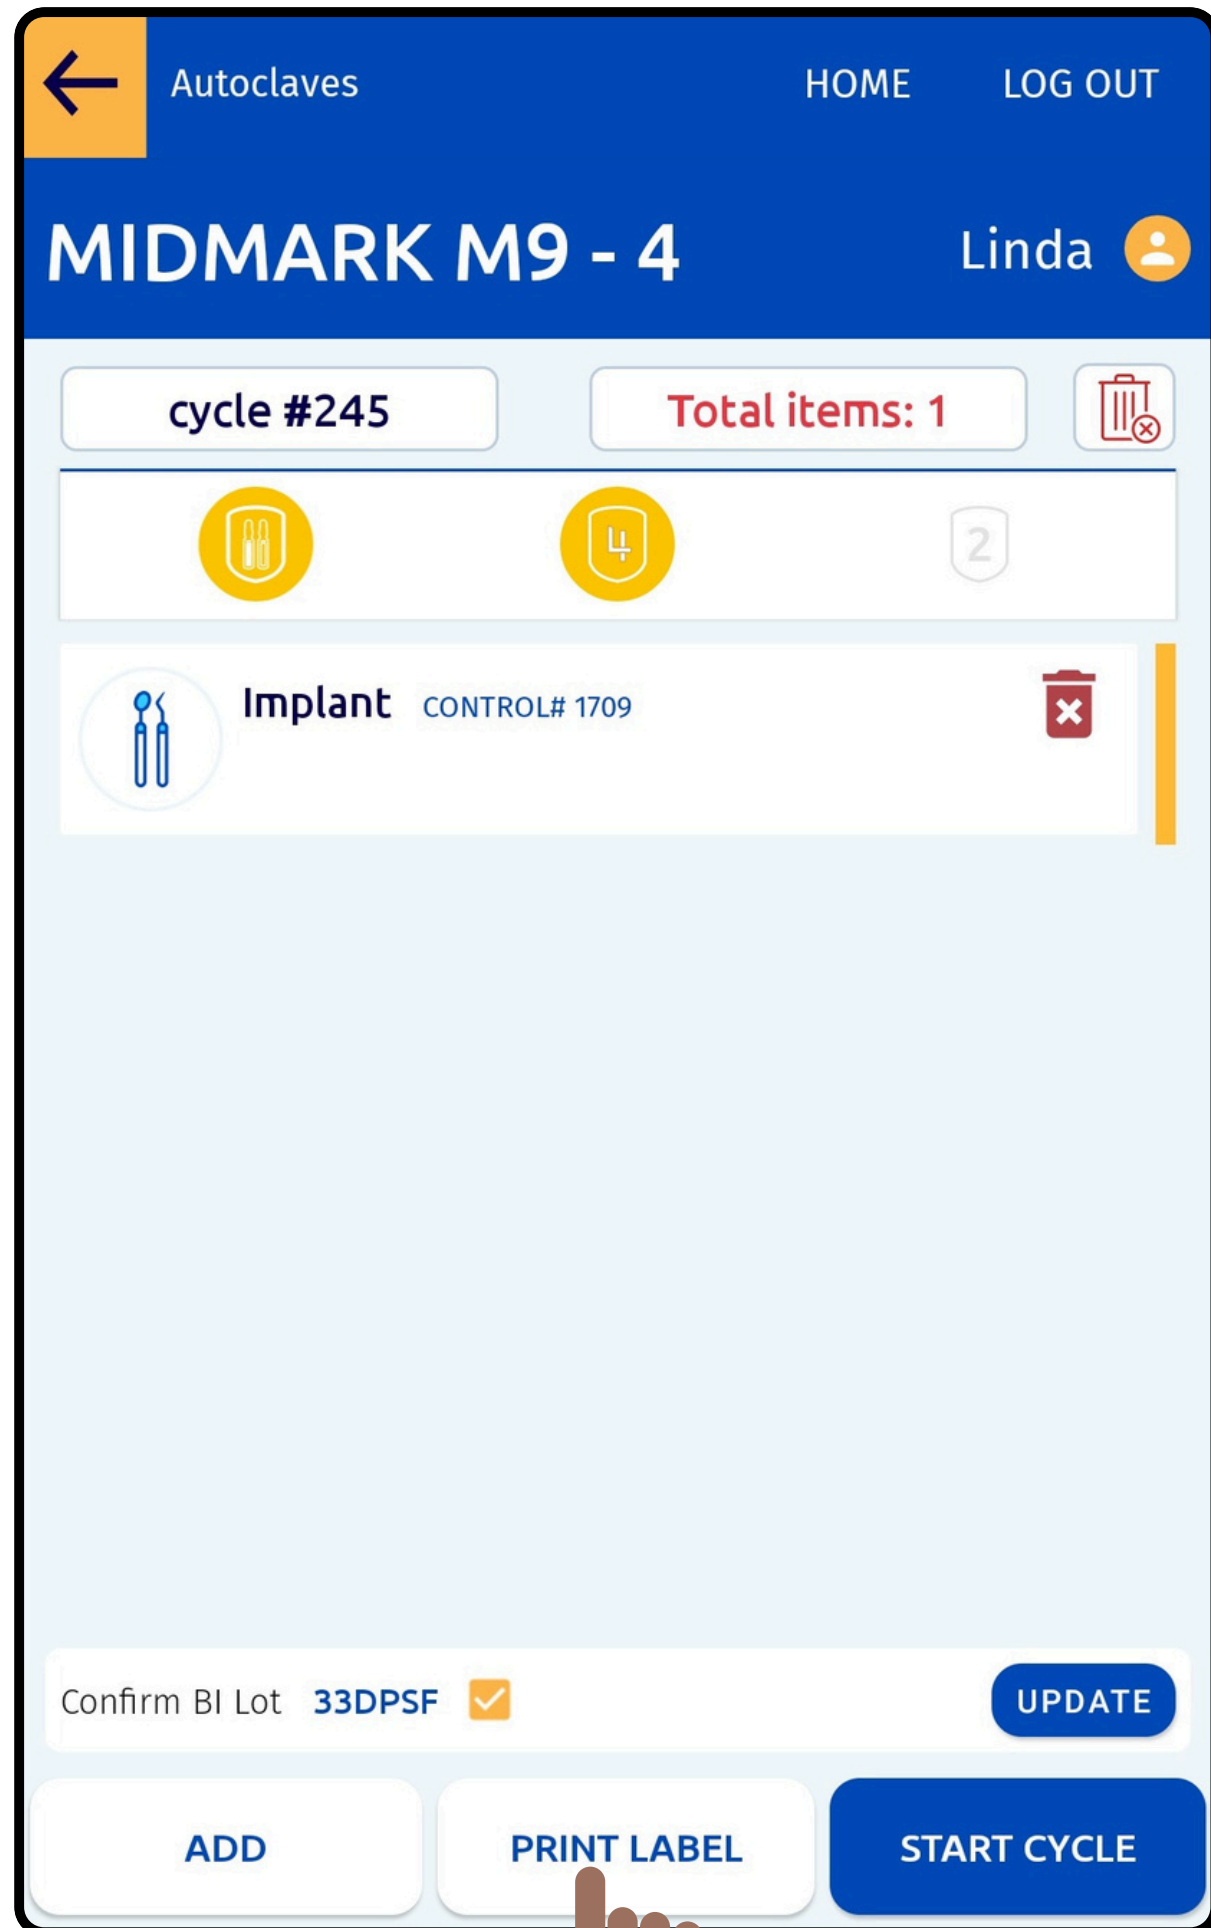 Autoclaves HOME LOG OUT
MIDMARK M9 - 4 Linda
cycle #245 Total items: 1
4 2
Implant CONTROL# 1709
Confirm BI Lot 33DPSF UPDATE
ADD PRINT LABEL START CYCLE